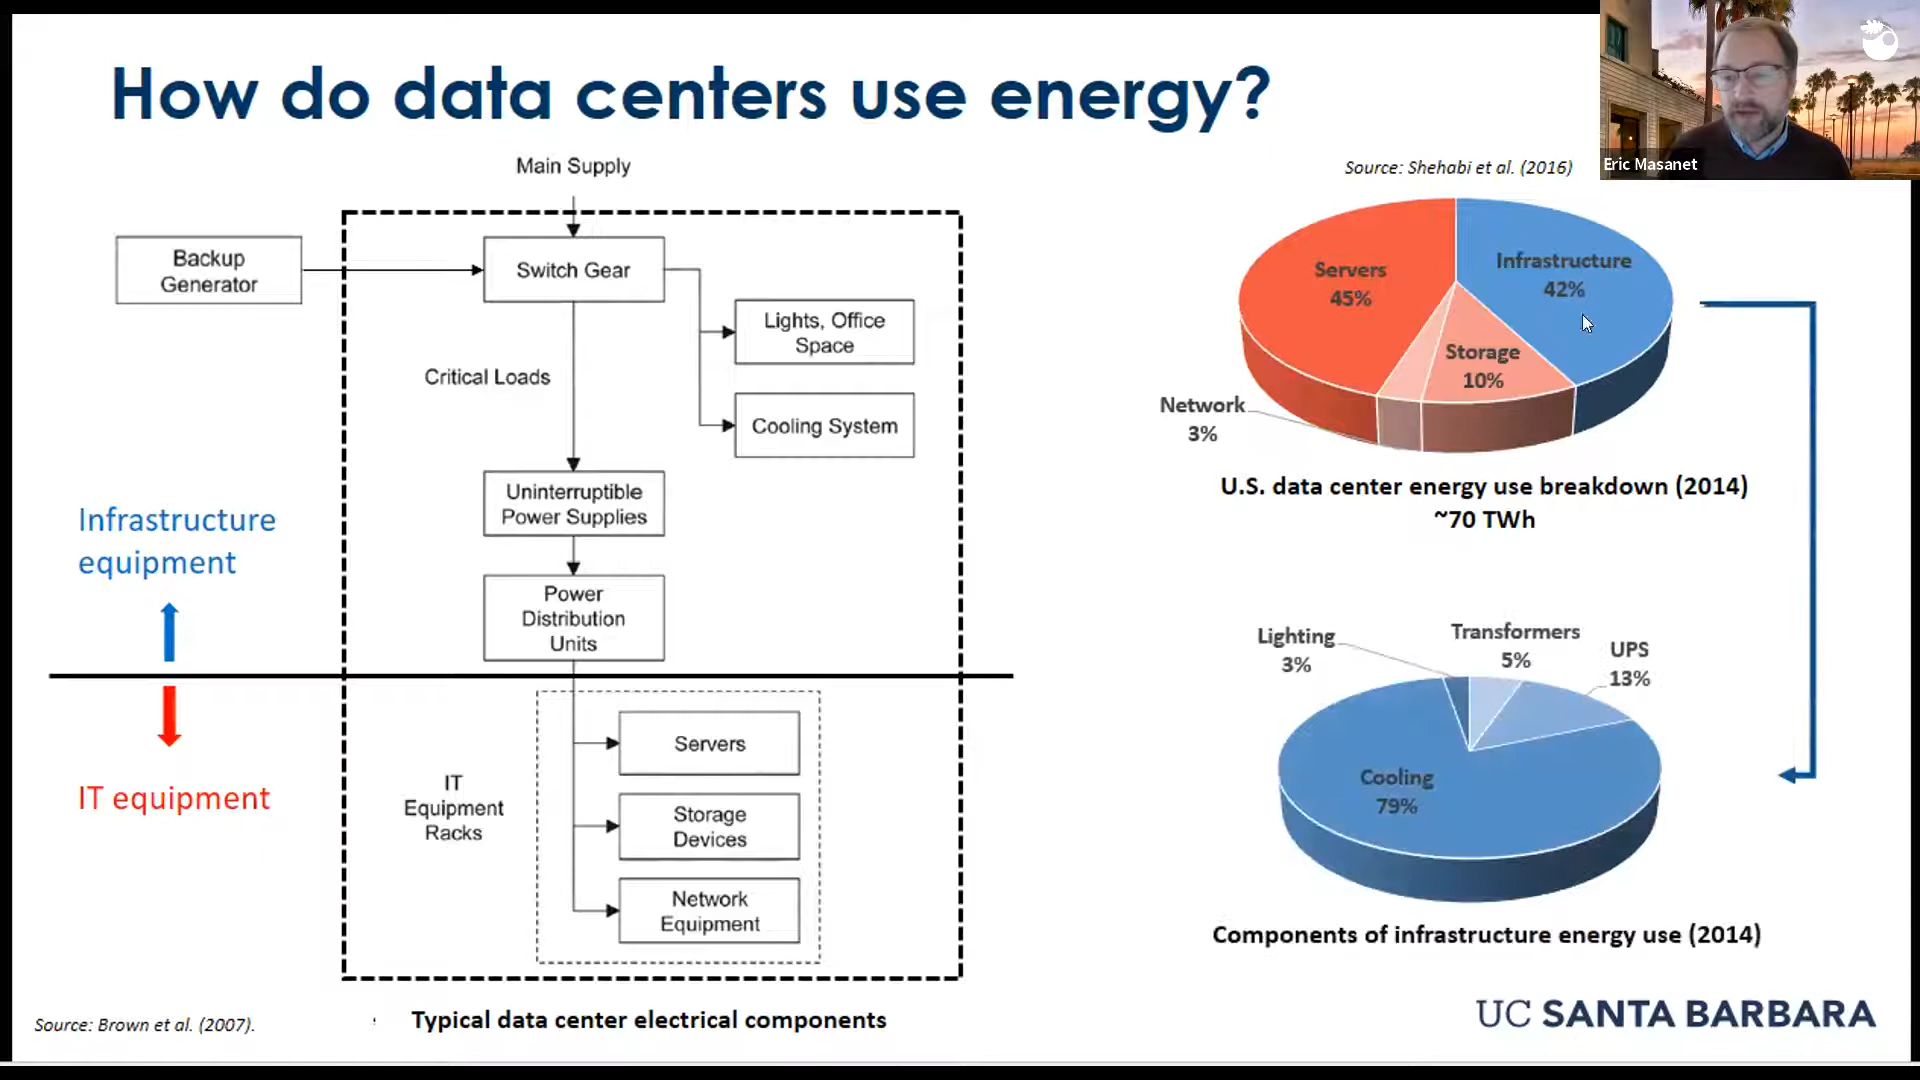 How do data centers use energy?
Eric Masanet
Main Supply
Backup
Generator
Switch Gear
Lights, Office
Space
Critical Loads
Cooling System
Uninterruptible
Power Supplies
Power
Distribution
Units
Infrastructure
equipment
IT equipment
IT
Equipment
Racks
Servers
Storage
Devices
Network
Equipment
Source: Brown et al. (2007).
Typical data center electrical components
Source: Shehabi et al. (2016)
Servers
45%
Infrastructure
42%
Storage
10%
Network
3%
U.S. data center energy use breakdown (2014)
~70 TWh
Lighting
3%
Transformers
5%
UPS
13%
Cooling
79%
Components of infrastructure energy use (2014)
UC SANTA BARBARA